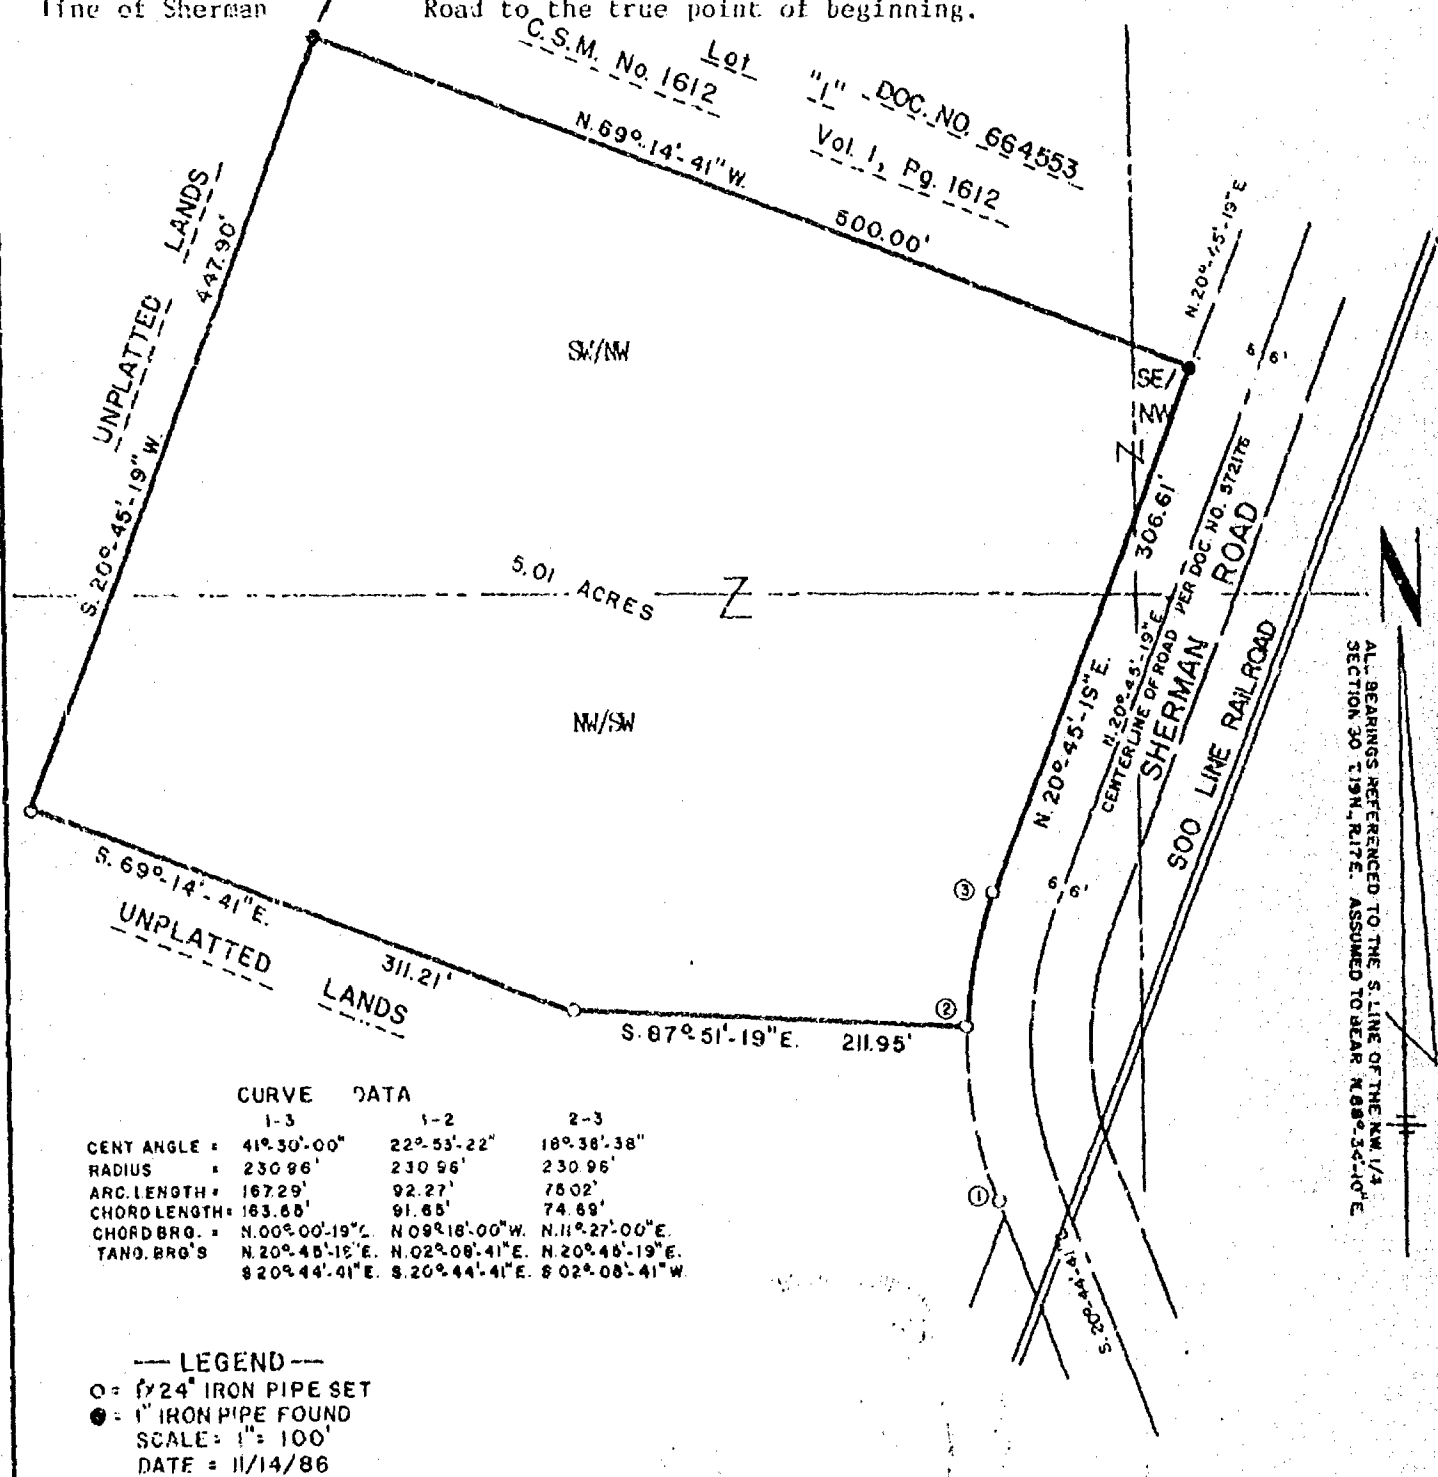 line of Sherman Road to the true point of beginning.
C.S.M. No. 1612
Lot "1" DOC. NO. 664553
Vol. 1, Pg. 1612
N. 69°-14'-41" W.
500.00'
UNPLATTED LANDS
447.90'
S. 20°-45'-19" W.
SW/NW
SE/
NW
N. 20°-45'-19" E
66'
306.61'
N. 20°-45'-19" E.
N. 20°-45'-19" E
CENTERLINE OF ROAD PER DOC. NO. 572176
SHERMAN ROAD
SOO LINE RAILROAD
5.01 ACRES
NW/SW
N
ALL BEARINGS REFERENCED TO THE S. LINE OF THE NW. 1/4
SECTION 30 T.19N., R.17E. ASSUMED TO BEAR N.88°-34'-10" E.
S. 69°-14'-41" E.
311.21'
UNPLATTED LANDS
3
66'
2
S. 87°-51'-19" E. 211.95'
1
S. 20°-44'-41" E.
CURVE DATA
1-3 1-2 2-3
CENT ANGLE = 41°-30'-00" 22°-53'-22" 18°-36'-38"
RADIUS = 230.96' 230.96' 230.96'
ARC. LENGTH = 167.29' 92.27' 75.02'
CHORD LENGTH = 163.65' 91.65' 74.69'
CHORD BRG. = N.00°-00'-19"E. N 09°-18'-00"W. N.11°-27'-00"E.
TANG. BRG'S N.20°-45'-19"E. N.02°-08'-41"E. N.20°-45'-19"E.
S 20°-44'-41"E. S.20°-44'-41"E. S 02°-08'-41"W.
— LEGEND —
O = 1"x24" IRON PIPE SET
● = 1" IRON PIPE FOUND
SCALE = 1" = 100'
DATE = 11/14/86